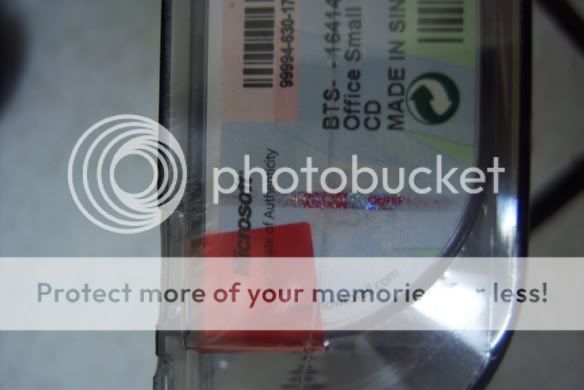 99994-630-17
BTS- -16414
Office Small
CD
MADE IN SIN
Microsoft
of Authenticity
photobucket
Protect more of your memories for less!